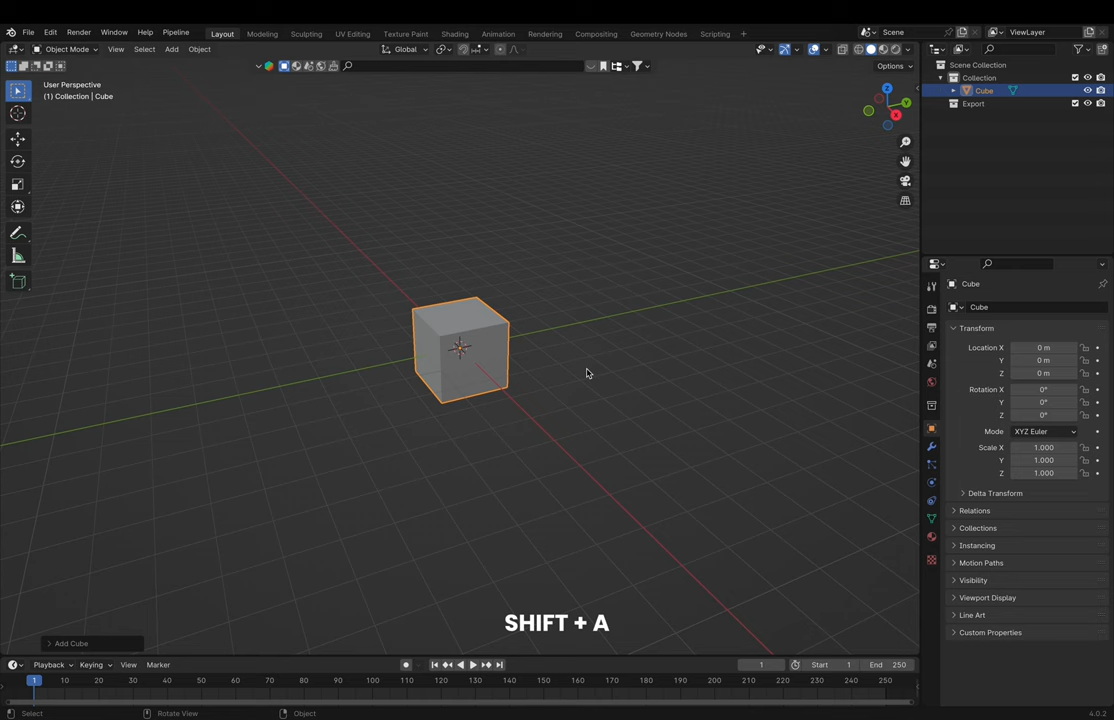 File Edit Render Window Help Pipeline Layout Modeling Sculpting UV Editing Texture Paint Shading Animation Rendering Compositing Geometry Nodes Scripting + Scene ViewLayer
Object Mode View Select Add Object Global
Options
User Perspective
(1) Collection | Cube
Z
Y
X
Scene Collection
Collection
Cube
Export
Cube
Cube
Transform
Location X 0 m
Y 0 m
Z 0 m
Rotation X 0°
Y 0°
Z 0°
Mode XYZ Euler
Scale X 1.000
Y 1.000
Z 1.000
Delta Transform
Relations
Collections
Instancing
Motion Paths
Visibility
Viewport Display
Line Art
Custom Properties
SHIFT + A
Add Cube
Playback Keying View Marker 1 Start 1 End 250
1 10 20 30 40 50 60 70 80 90 100 110 120 130 140 150 160 170 180 190 200 210 220 230 240 250
Select Rotate View Object 4.0.2